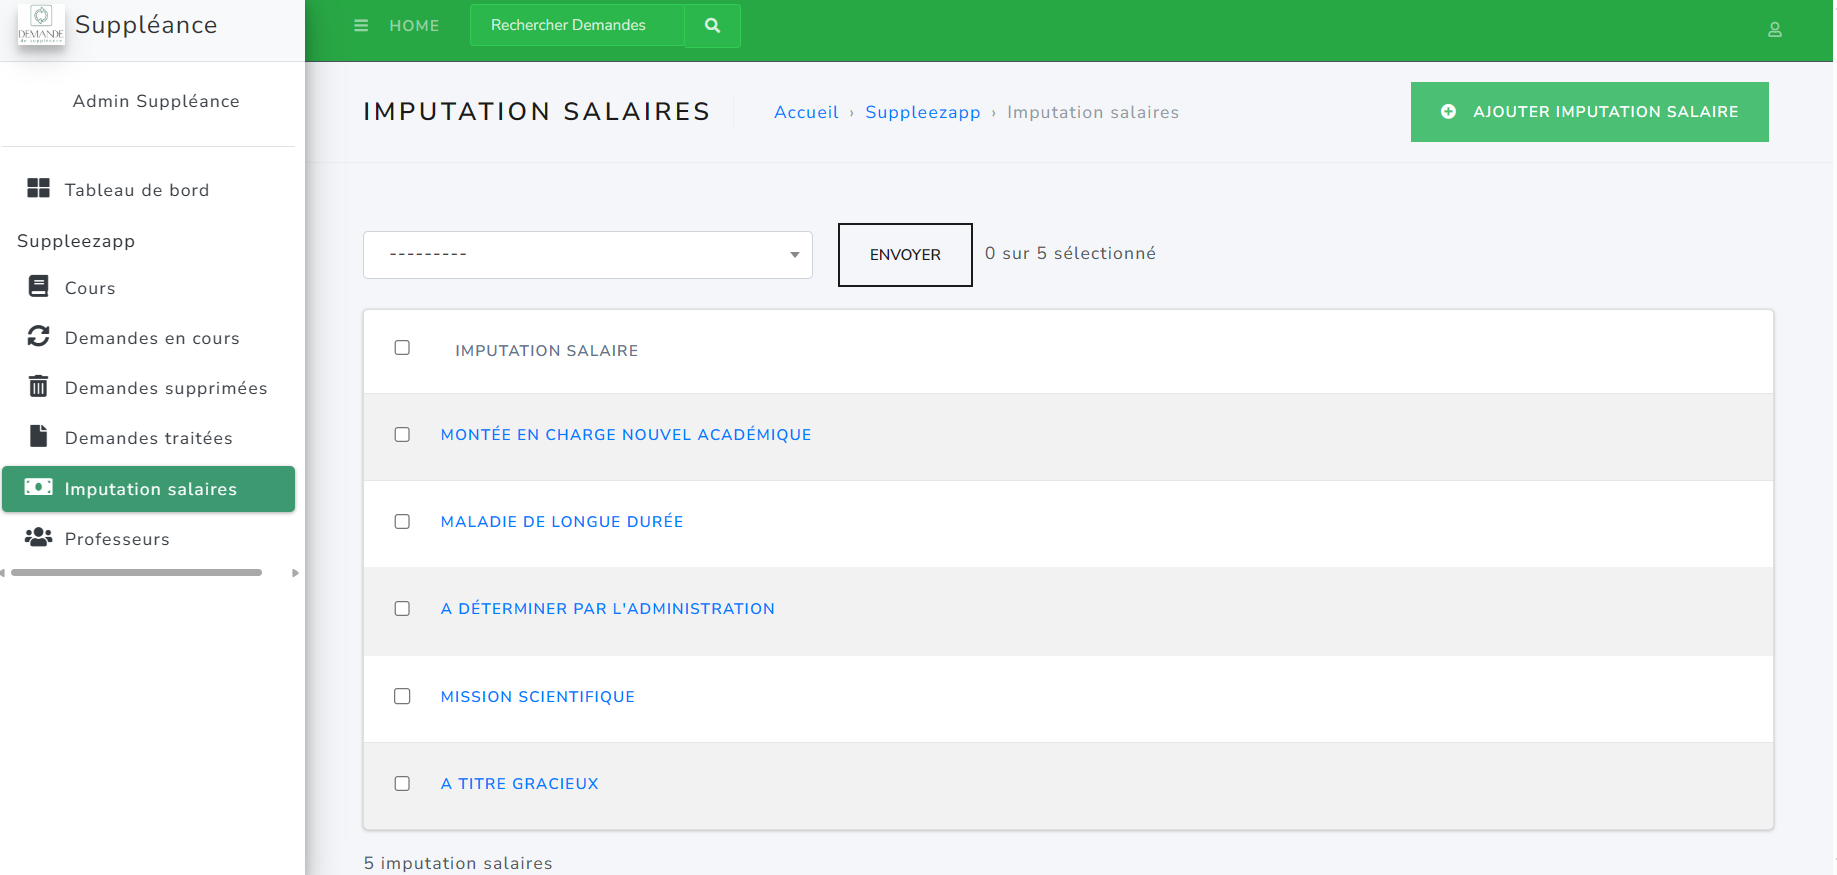 DEMANDE
de suppléance
Suppléance
HOME
Rechercher Demandes
Admin Suppléance
IMPUTATION SALAIRES
Accueil › Suppleezapp › Imputation salaires
AJOUTER IMPUTATION SALAIRE
Tableau de bord
Suppleezapp
Cours
Demandes en cours
Demandes supprimées
Demandes traitées
Imputation salaires
Professeurs
---------
ENVOYER
0 sur 5 sélectionné
IMPUTATION SALAIRE
MONTÉE EN CHARGE NOUVEL ACADÉMIQUE
MALADIE DE LONGUE DURÉE
A DÉTERMINER PAR L'ADMINISTRATION
MISSION SCIENTIFIQUE
A TITRE GRACIEUX
5 imputation salaires